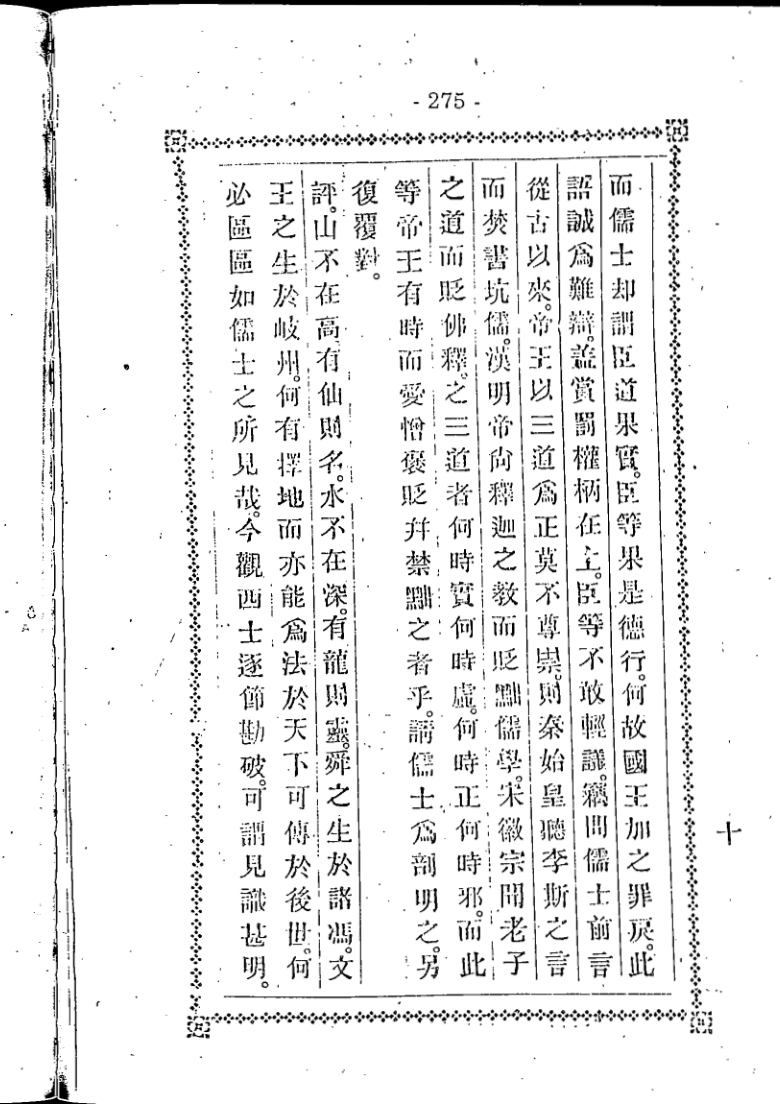 - 275 -
而儒士却謂臣道果實。臣等果是德行。何故國王加之罪戾。此
語誠爲難辯。盖賞罰權柄在上。臣等不敢輕議。竊聞儒士前言
從古以來。帝王以三道爲正莫不尊崇。則秦始皇聽李斯之言
而焚書坑儒。漢明帝尚釋迦之教而貶黜儒學。宋徽宗聞老子
之道而貶佛釋。之三道者何時實何時虛。何時正何時邪。而此
等帝王有時而愛憎褒貶幷禁黜之者乎。請儒士爲剖明之。另
復覆對。
評。山不在高有仙則名。水不在深。有龍則靈。舜之生於諸馮。文
王之生於岐州。何有擇地而亦能爲法於天下可傳於後世。何
必區區如儒士之所見哉。今觀西士逐節勘破。可謂見識甚明。
十